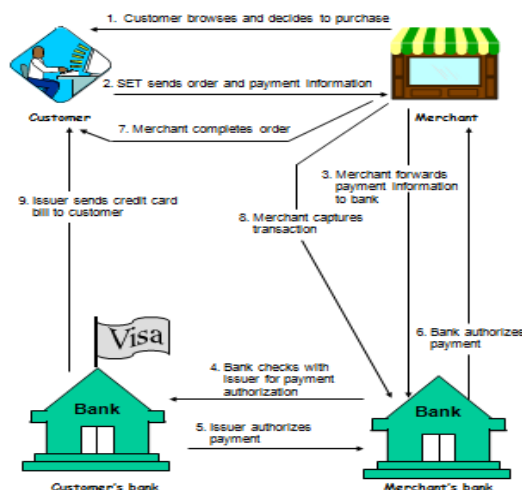 1. Customer browses and decides to purchase
2. SET sends order and payment information
Customer
Merchant
7. Merchant completes order
3. Merchant forwards
payment information
to bank
9. Issuer sends credit card
bill to customer
8. Merchant captures
transaction
Visa
6. Bank authorizes
payment
4. Bank checks with
issuer for payment
authorization
Bank
Bank
5. Issuer authorizes
payment
Customer's bank
Merchant's bank